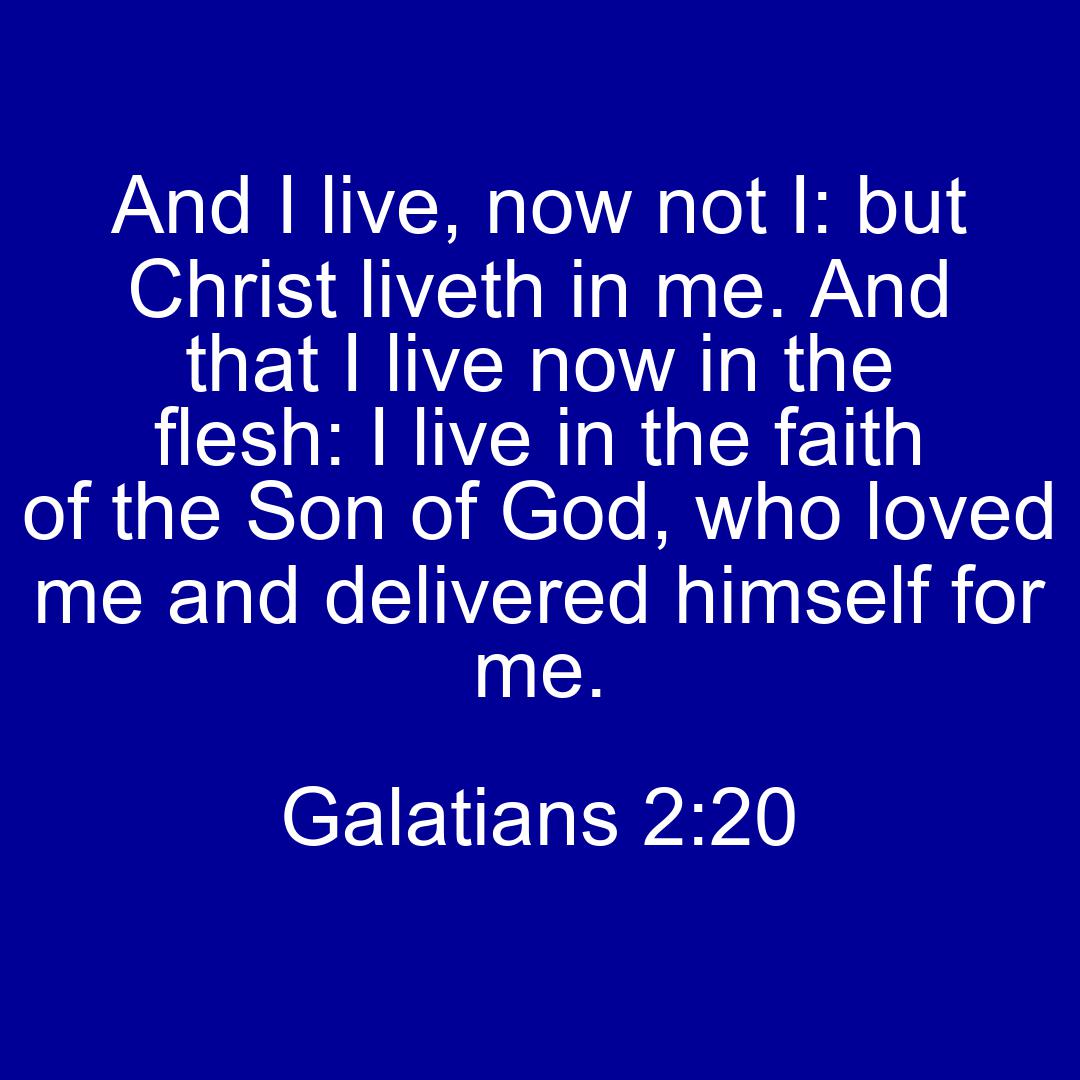 And I live, now not I: but
Christ liveth in me. And
that I live now in the
flesh: I live in the faith
of the Son of God, who loved
me and delivered himself for
me.
Galatians 2:20